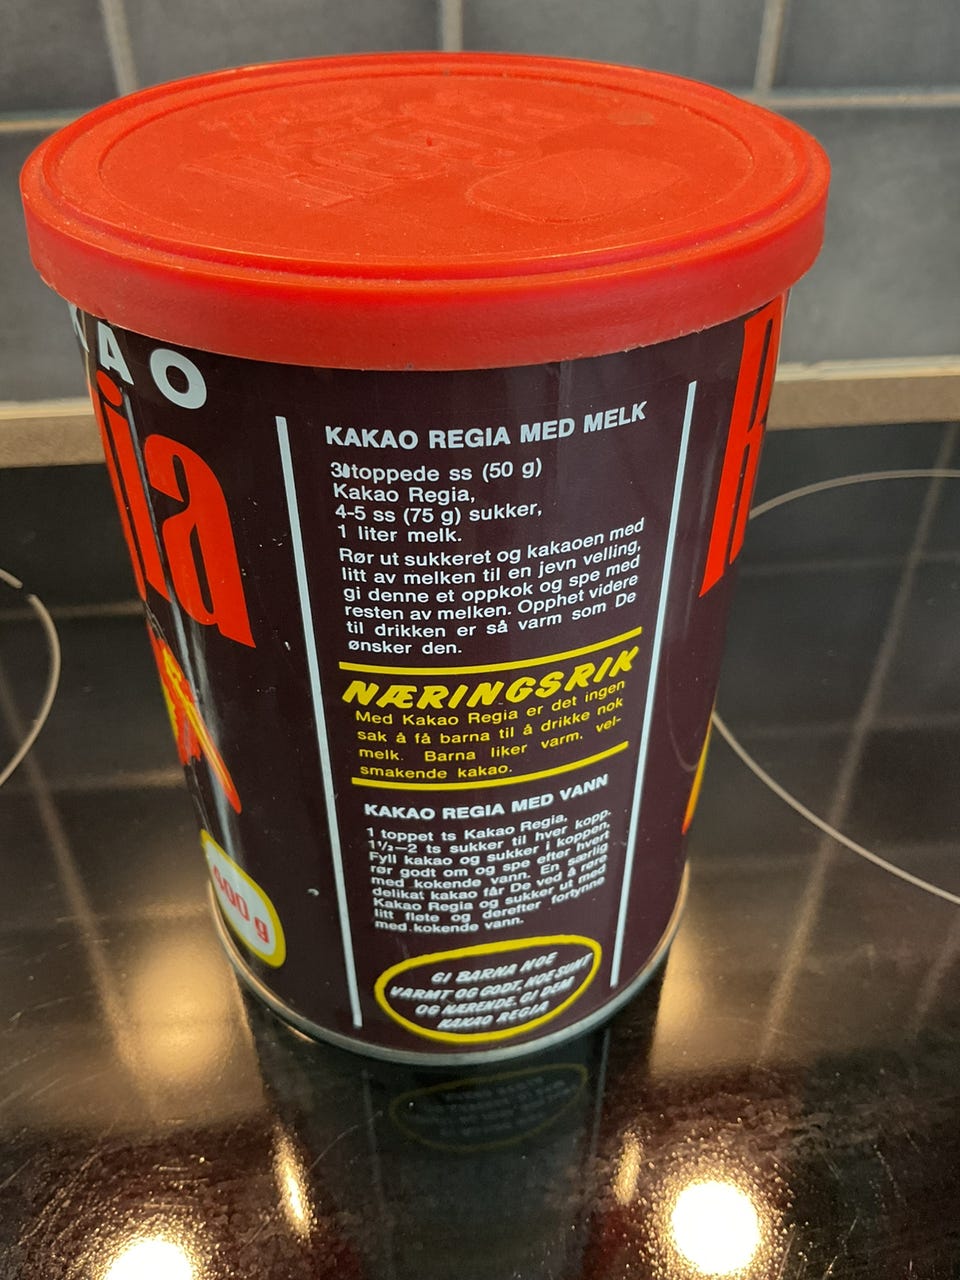 KAO
ia
600 g
KAKAO REGIA MED MELK
3 toppede ss (50 g)
Kakao Regia,
4-5 ss (75 g) sukker,
1 liter melk.
Rør ut sukkeret og kakaoen med
litt av melken til en jevn velling,
gi denne et oppkok og spe med
resten av melken. Opphet videre
til drikken er så varm som De
ønsker den.
NÆRINGSRIK
Med Kakao Regia er det ingen
sak å få barna til å drikke nok
melk. Barna liker varm, vel-
smakende kakao.
KAKAO REGIA MED VANN
1 toppet ts Kakao Regia,
1½–2 ts sukker til hver kopp.
Fyll kakao og sukker i koppen,
rør godt om og spe efter hvert
med kokende vann. En særlig
delikat kakao får De ved å røre
Kakao Regia og sukker ut med
litt fløte og derefter fortynne
med kokende vann.
GI BARNA NOE
VARMT OG GODT, NOE SUNT
OG NÆRENDE. GI DEM
KAKAO REGIA
R